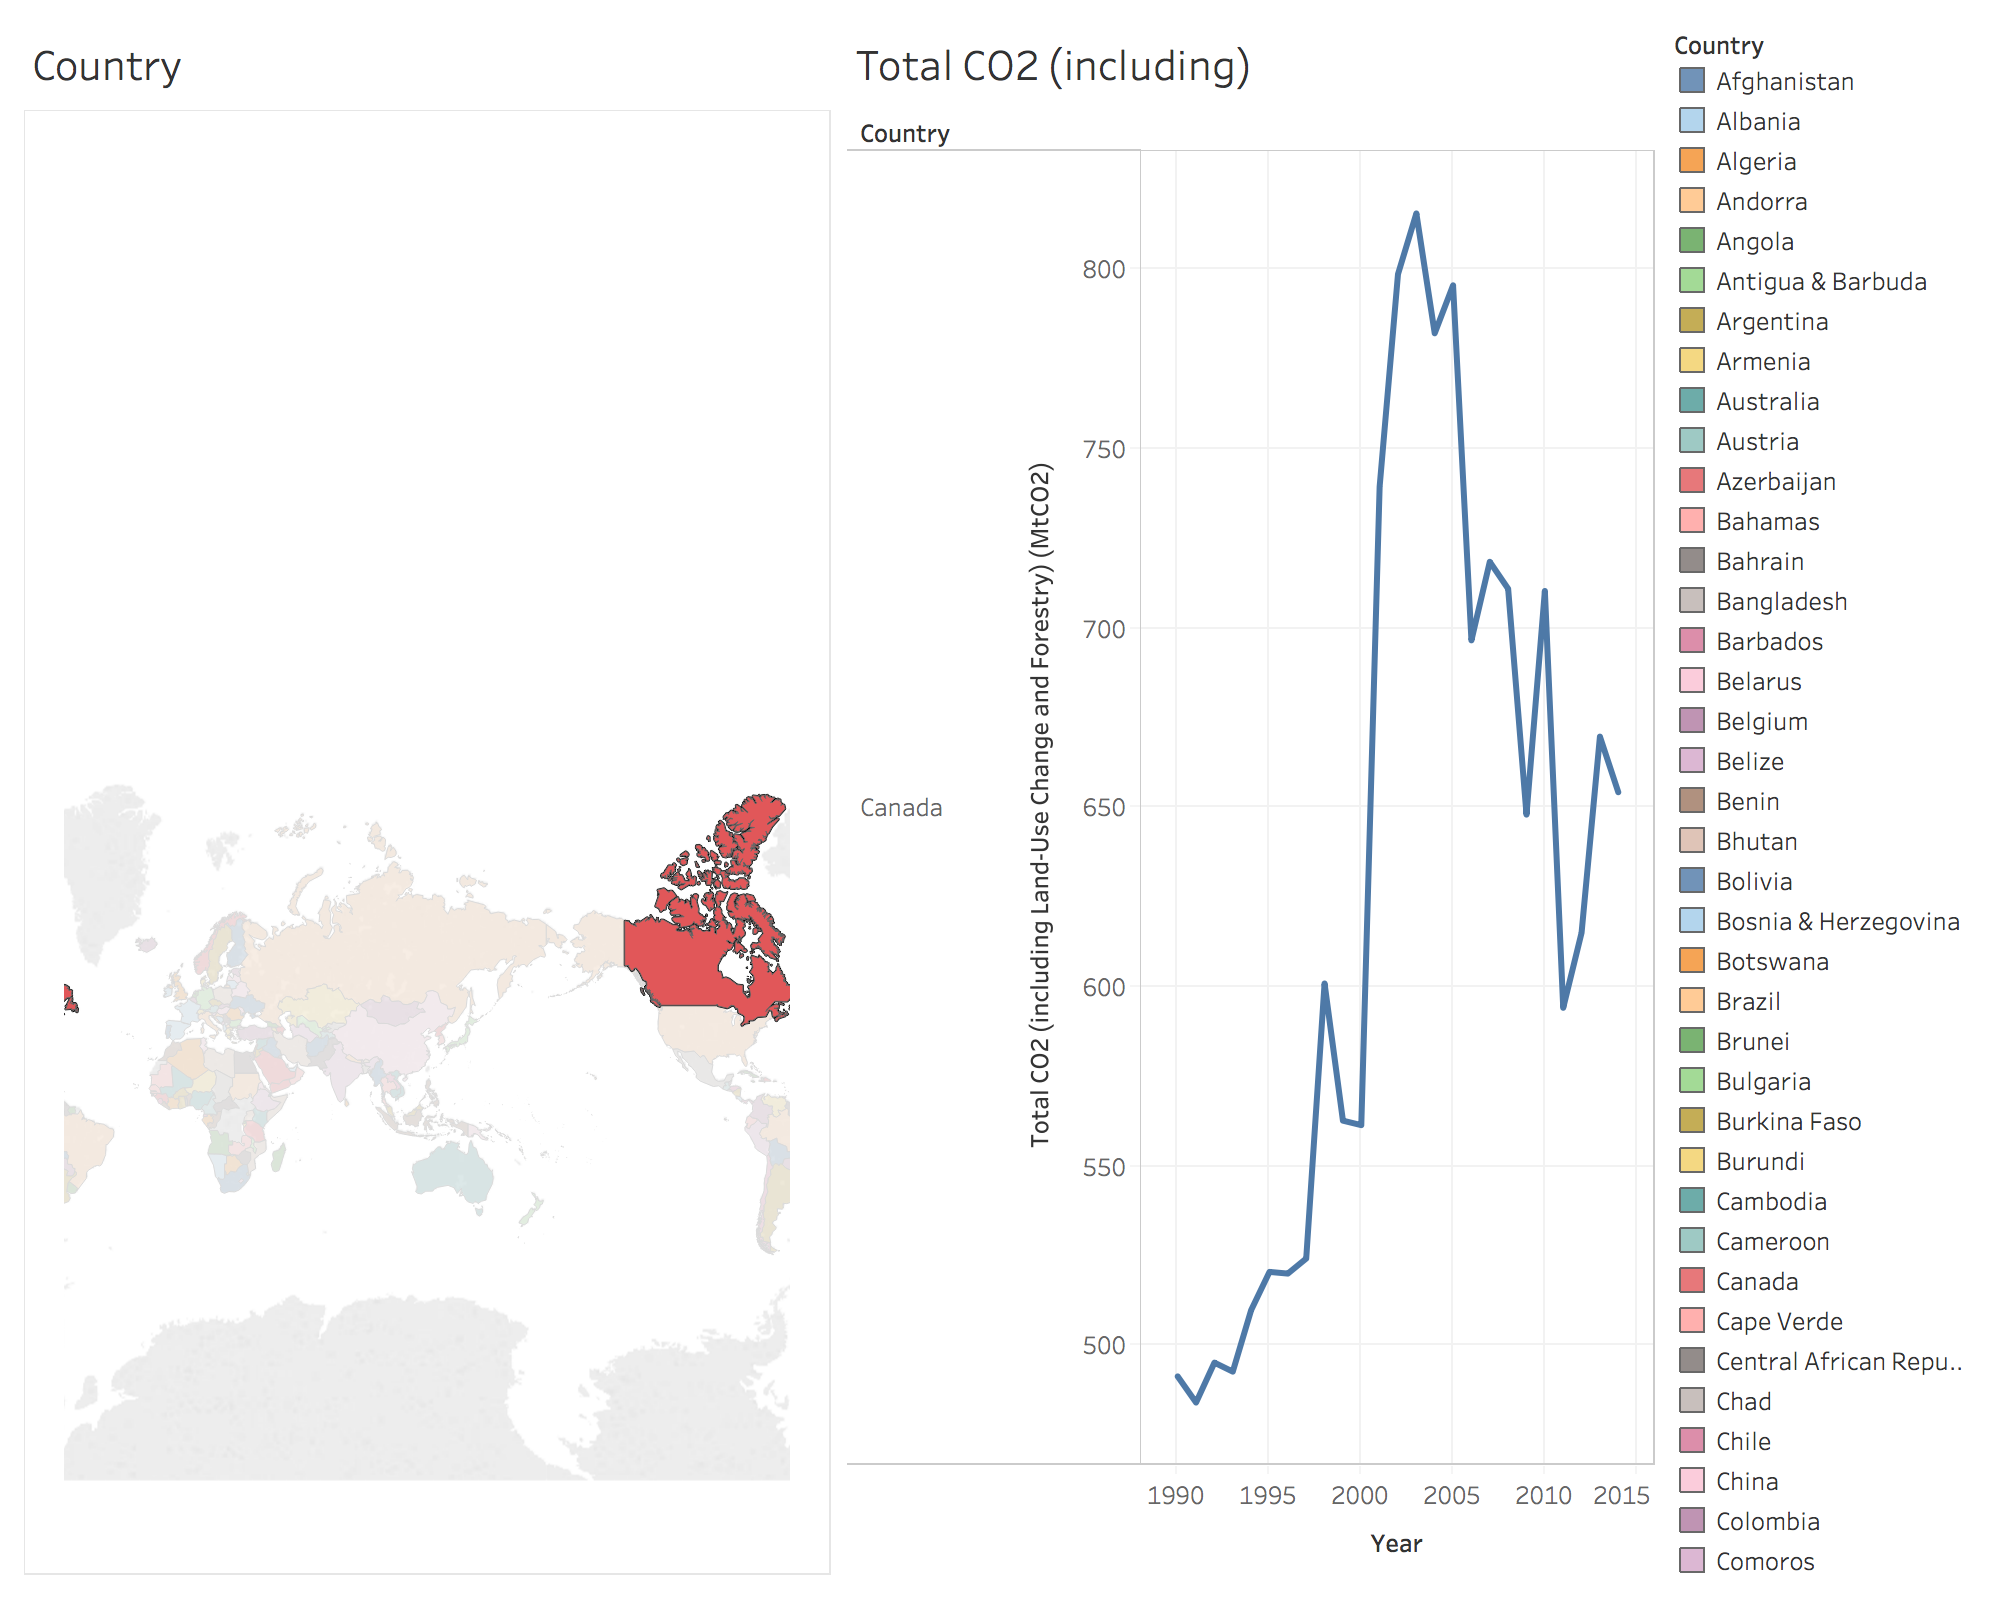 Country
Total CO2 (including)
Country
Canada
Total CO2 (including Land-Use Change and Forestry) (MtCO2)
800
750
700
650
600
550
500
1990 1995 2000 2005 2010 2015
Year
Country
Afghanistan
Albania
Algeria
Andorra
Angola
Antigua & Barbuda
Argentina
Armenia
Australia
Austria
Azerbaijan
Bahamas
Bahrain
Bangladesh
Barbados
Belarus
Belgium
Belize
Benin
Bhutan
Bolivia
Bosnia & Herzegovina
Botswana
Brazil
Brunei
Bulgaria
Burkina Faso
Burundi
Cambodia
Cameroon
Canada
Cape Verde
Central African Repu..
Chad
Chile
China
Colombia
Comoros